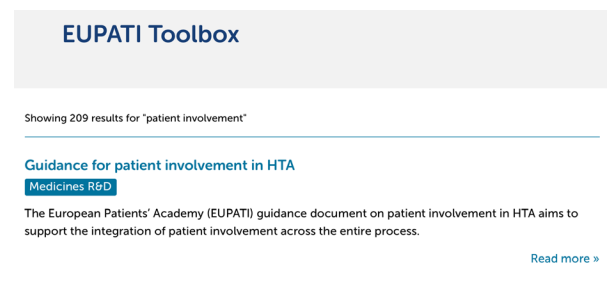 EUPATI Toolbox
Showing 209 results for "patient involvement"
Guidance for patient involvement in HTA
Medicines R&D
The European Patients’ Academy (EUPATI) guidance document on patient involvement in HTA aims to
support the integration of patient involvement across the entire process.
Read more »